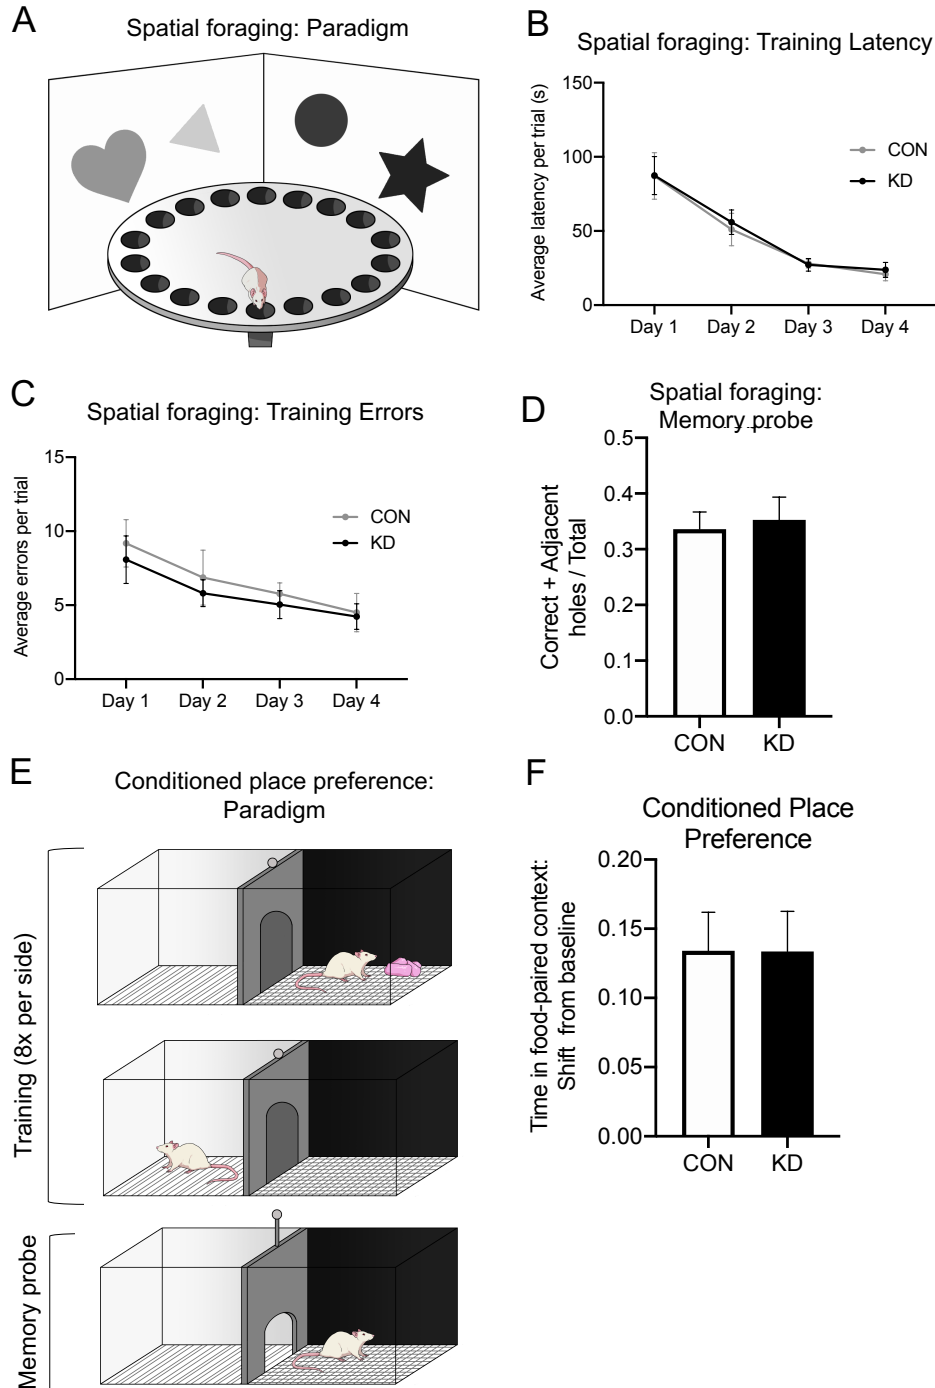 A
Spatial foraging: Paradigm
B
Spatial foraging: Training Latency
Average latency per trial (s)
150
100
50
0
CON
KD
Day 1
Day 2
Day 3
Day 4
C
Spatial foraging: Training Errors
Average errors per trial
15
10
5
0
CON
KD
Day 1
Day 2
Day 3
Day 4
D
Spatial foraging:
Memory probe
Correct + Adjacent
holes / Total
0.5
0.4
0.3
0.2
0.1
0.0
CON
KD
E
Conditioned place preference:
Paradigm
Training (8x per side)
Memory probe
F
Conditioned Place
Preference
Time in food-paired context:
Shift from baseline
0.20
0.15
0.10
0.05
0.00
CON
KD